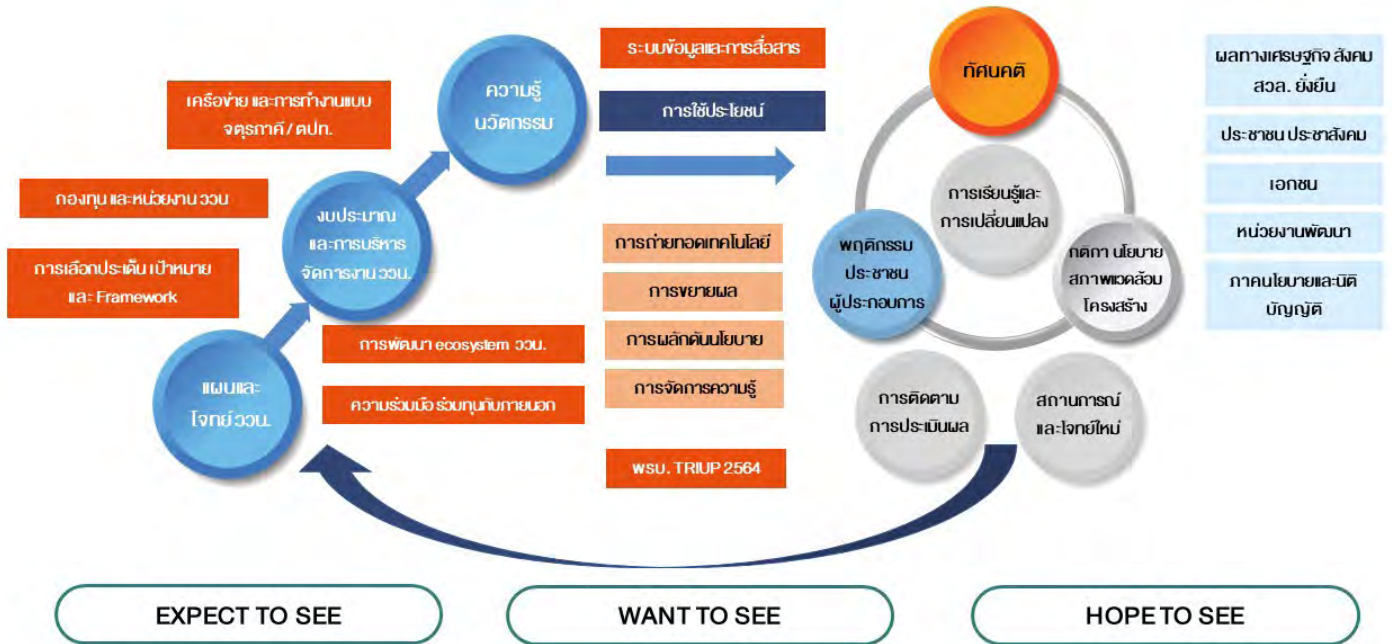 ระบบข้อมูลและการสื่อสาร
การใช้ประโยชน์
ความรู้
นวัตกรรม
เครือข่าย และการทำงานแบบ
จตุรภาคี / ตปท.
กองทุน และหน่วยงาน ววน
งบประมาณ
และการบริหาร
จัดการงาน ววน.
การเลือกประเด็น เป้าหมาย
และ Framework
แผนและ
โจทย์ ววน.
การพัฒนา ecosystem ววน.
ความร่วมมือ ร่วมทุนกับภายนอก
การถ่ายทอดเทคโนโลยี
การขยายผล
การผลักดันนโยบาย
การจัดการความรู้
พรบ. TRIUP 2564
ทัศนคติ
การเรียนรู้และ
การเปลี่ยนแปลง
พฤติกรรม
ประชาชน
ผู้ประกอบการ
กติกา นโยบาย
สภาพแวดล้อม
โครงสร้าง
การติดตาม
การประเมินผล
สถานการณ์
และโจทย์ใหม่
ผลทางเศรษฐกิจ สังคม
สวล. ยั่งยืน
ประชาชน ประชาสังคม
เอกชน
หน่วยงานพัฒนา
ภาคนโยบายและนิติ
บัญญัติ
EXPECT TO SEE
WANT TO SEE
HOPE TO SEE